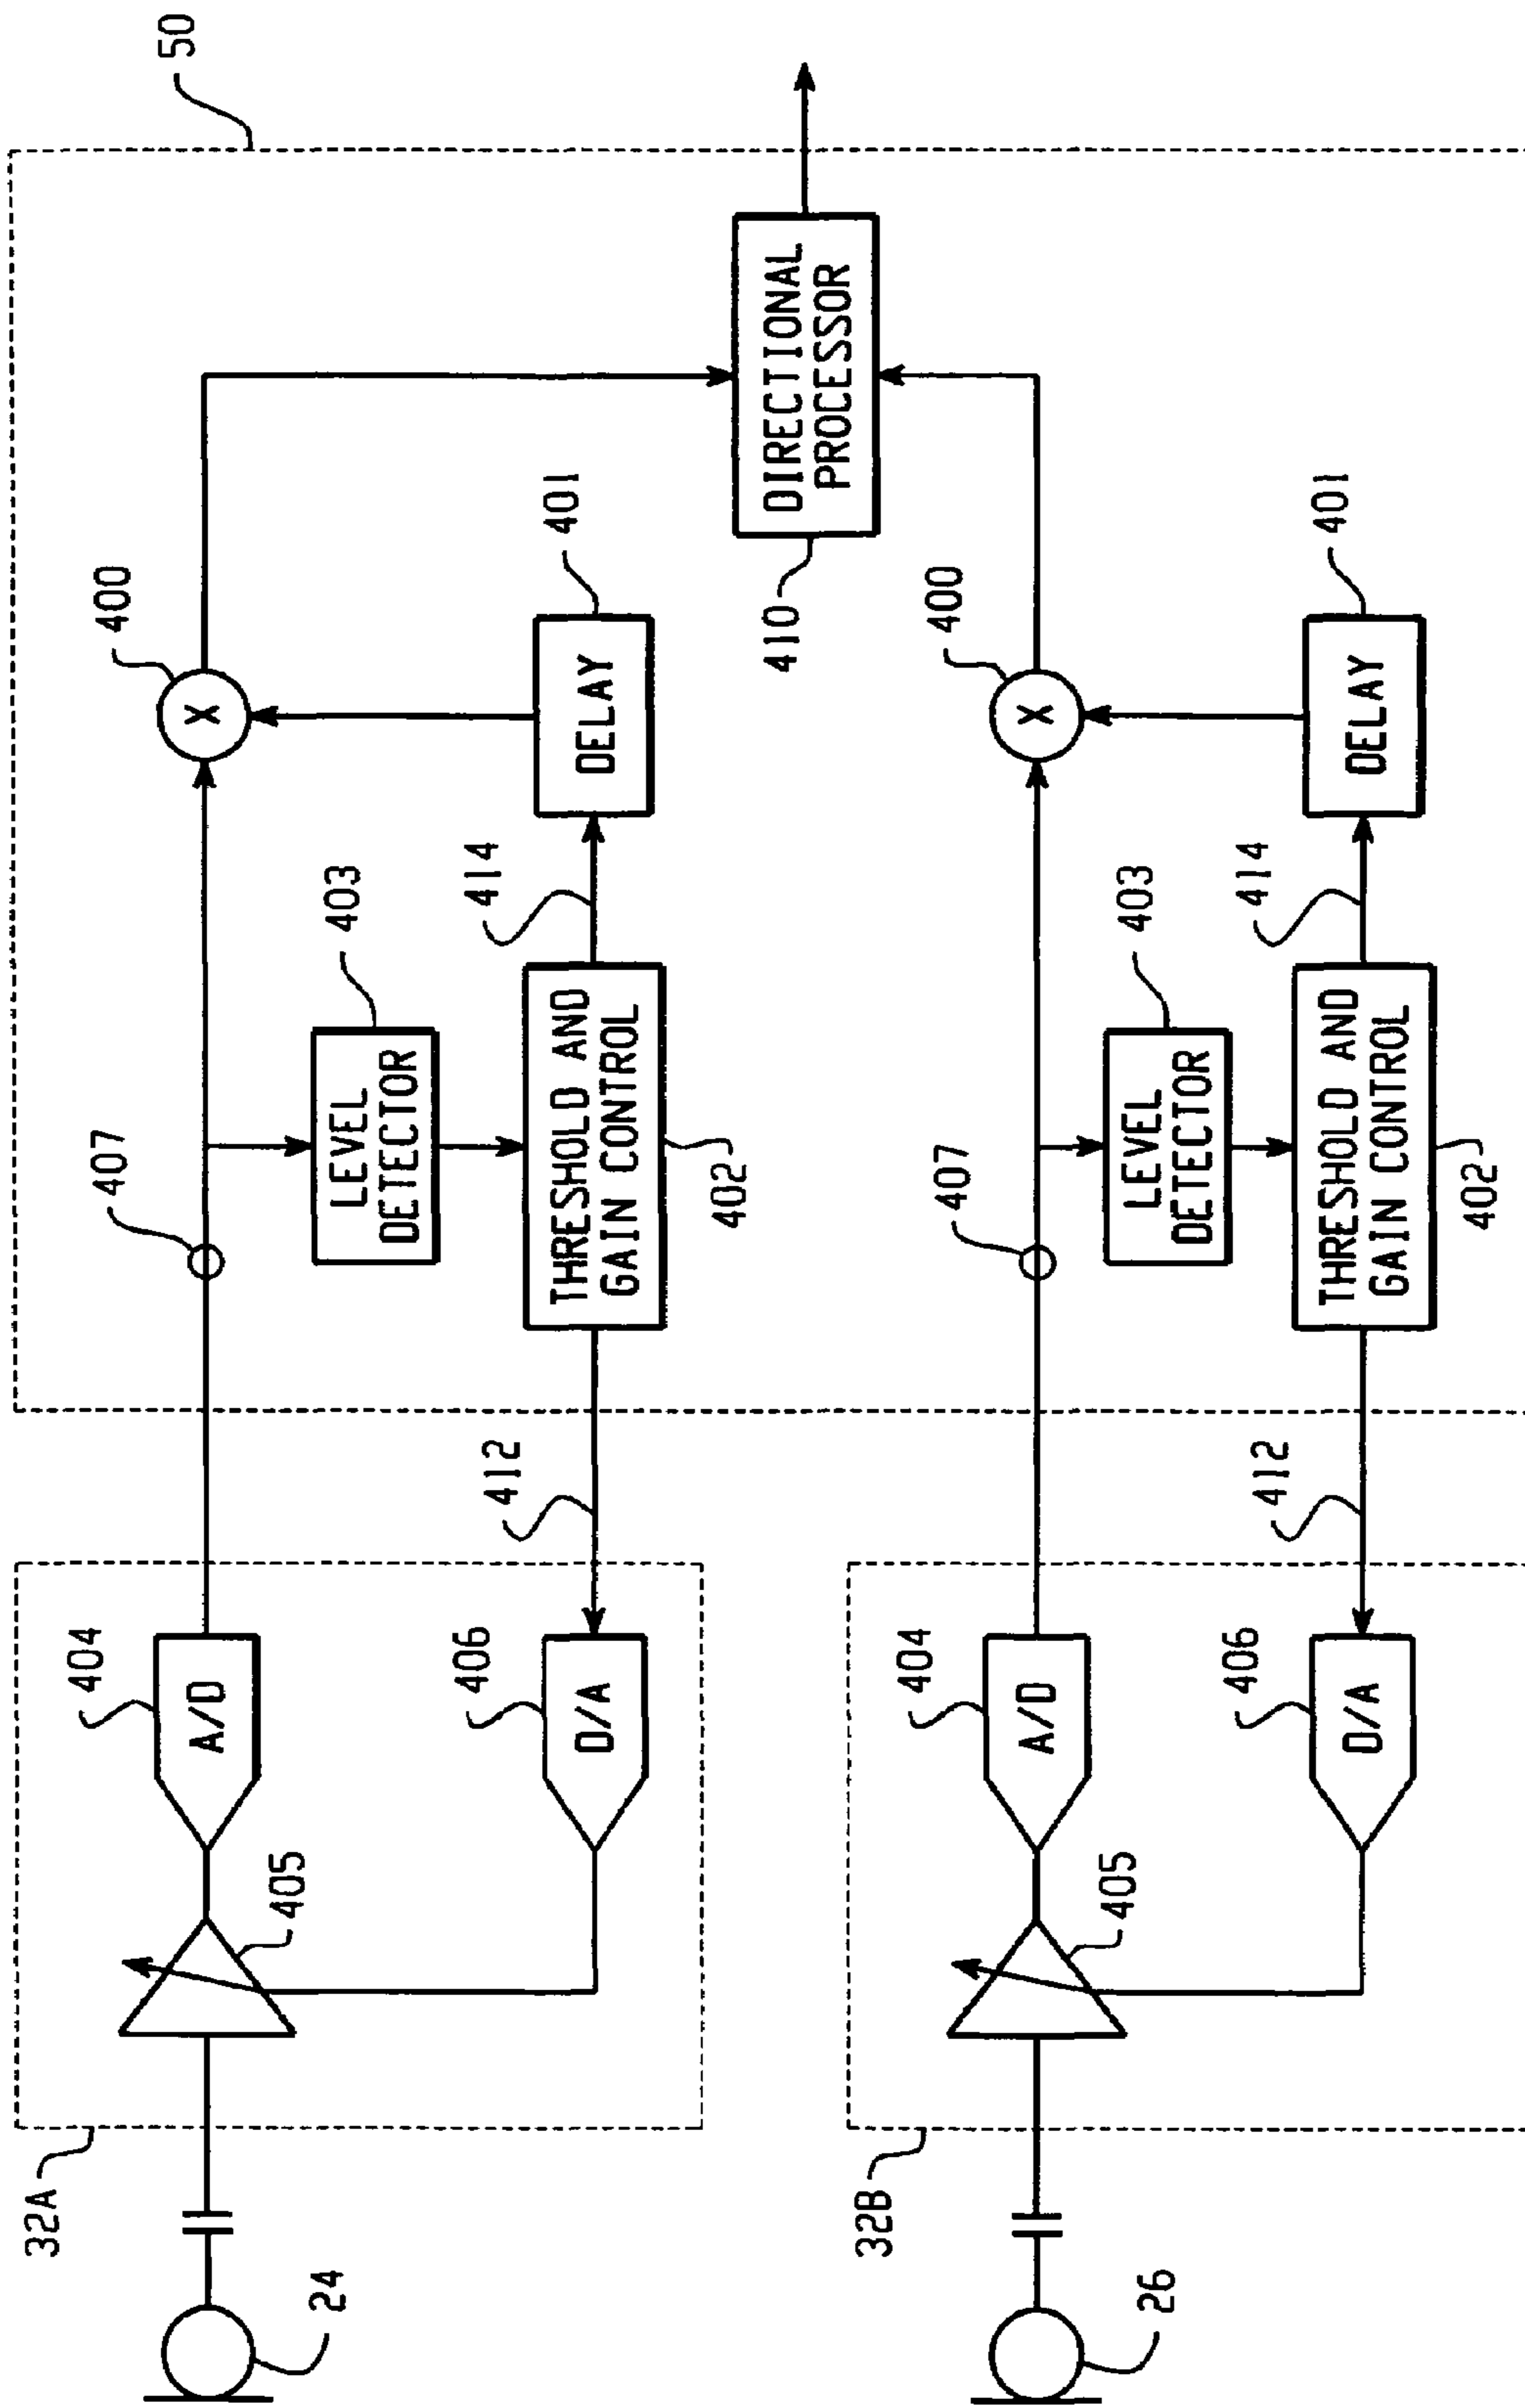 50
32A
24
405
404
A/D
406
D/A
412
407
LEVEL
DETECTOR
403
THRESHOLD AND
GAIN CONTROL
402
414
DELAY
401
X
400
DIRECTIONAL
PROCESSOR
410
32B
26
405
404
A/D
406
D/A
412
407
LEVEL
DETECTOR
403
THRESHOLD AND
GAIN CONTROL
402
414
DELAY
401
X
400